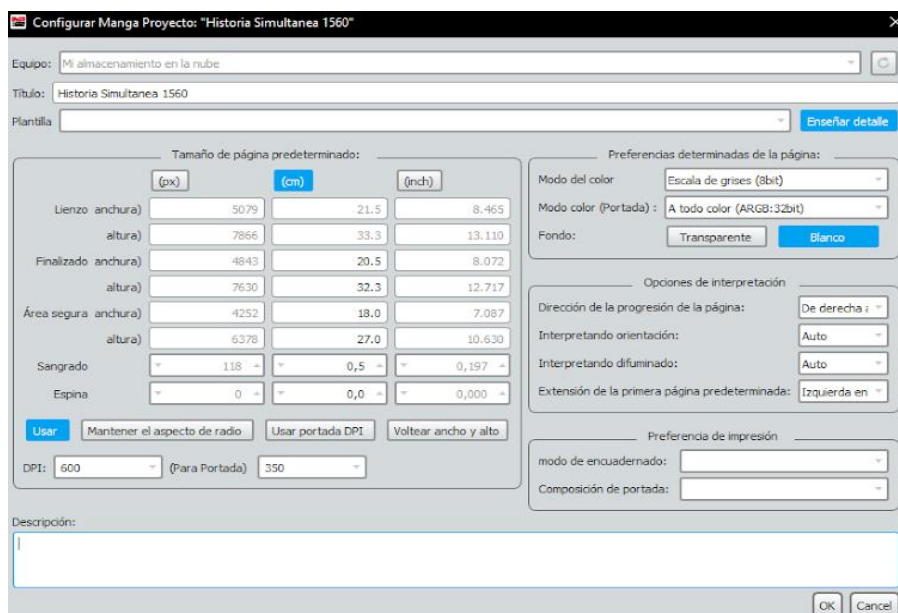 Configurar Manga Proyecto: "Historia Simultanea 1560"
Equipo: Mi almacenamiento en la nube
Título: Historia Simultanea 1560
Plantilla Enseñar detalle
Tamaño de página predeterminado:
(px) (cm) (inch)
Lienzo anchura) 5079 21.5 8.465
altura) 7866 33.3 13.110
Finalizado anchura) 4843 20.5 8.072
altura) 7630 32.3 12.717
Área segura anchura) 4252 18.0 7.087
altura) 6378 27.0 10.630
Sangrado 118 0,5 0,197
Espina 0 0,0 0,000
Usar Mantener el aspecto de radio Usar portada DPI Voltear ancho y alto
DPI: 600 (Para Portada) 350
Preferencias determinadas de la página:
Modo del color Escala de grises (8bit)
Modo color (Portada) : A todo color (ARGB:32bit)
Fondo: Transparente Blanco
Opciones de interpretación
Dirección de la progresión de la página: De derecha a
Interpretando orientación: Auto
Interpretando difuminado: Auto
Extensión de la primera página predeterminada: Izquierda en
Preferencia de impresión
modo de encuadernado:
Composición de portada:
Descripción:
OK Cancel